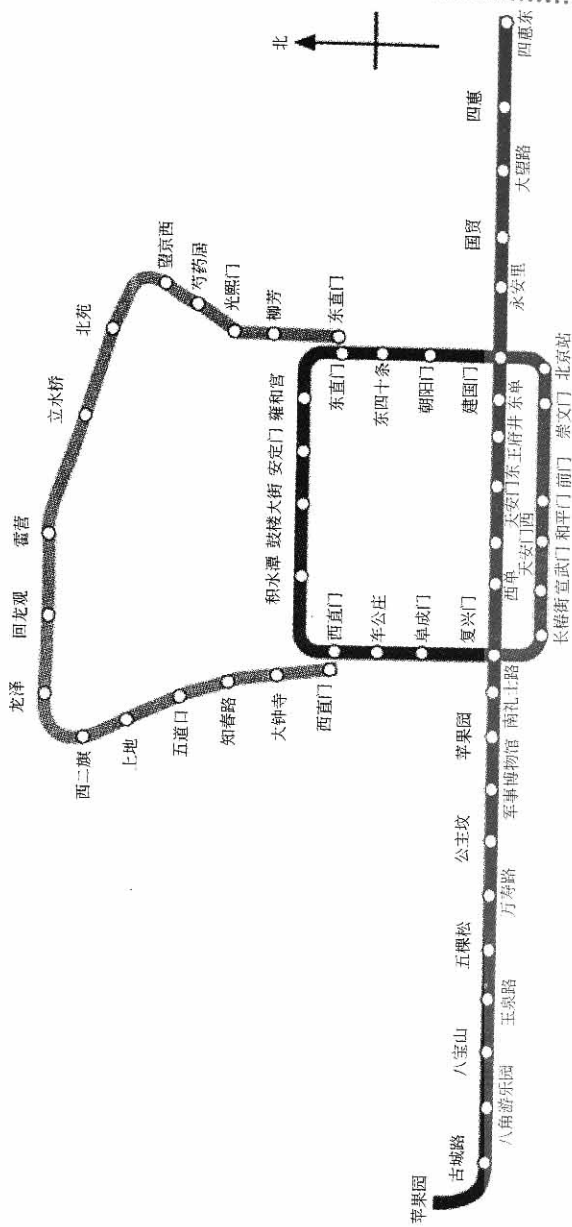 北
龙泽
回龙观
霍营
立水桥
北苑
望京西
芍药居
光熙门
柳芳
东直门
西二旗
上地
五道口
知春路
大钟寺
西直门
积水潭
鼓楼大街
安定门
雍和宫
西直门
车公庄
阜成门
复兴门
东直门
东四十条
朝阳门
建国门
苹果园
古城路
八角游乐园
八宝山
玉泉路
五棵松
万寿路
公主坟
军事博物馆
苹果园
南礼士路
西单
天安门西
天安门东
王府井
东单
永安里
国贸
大望路
四惠
四惠东
长椿街
宣武门
和平门
前门
崇文门
北京站